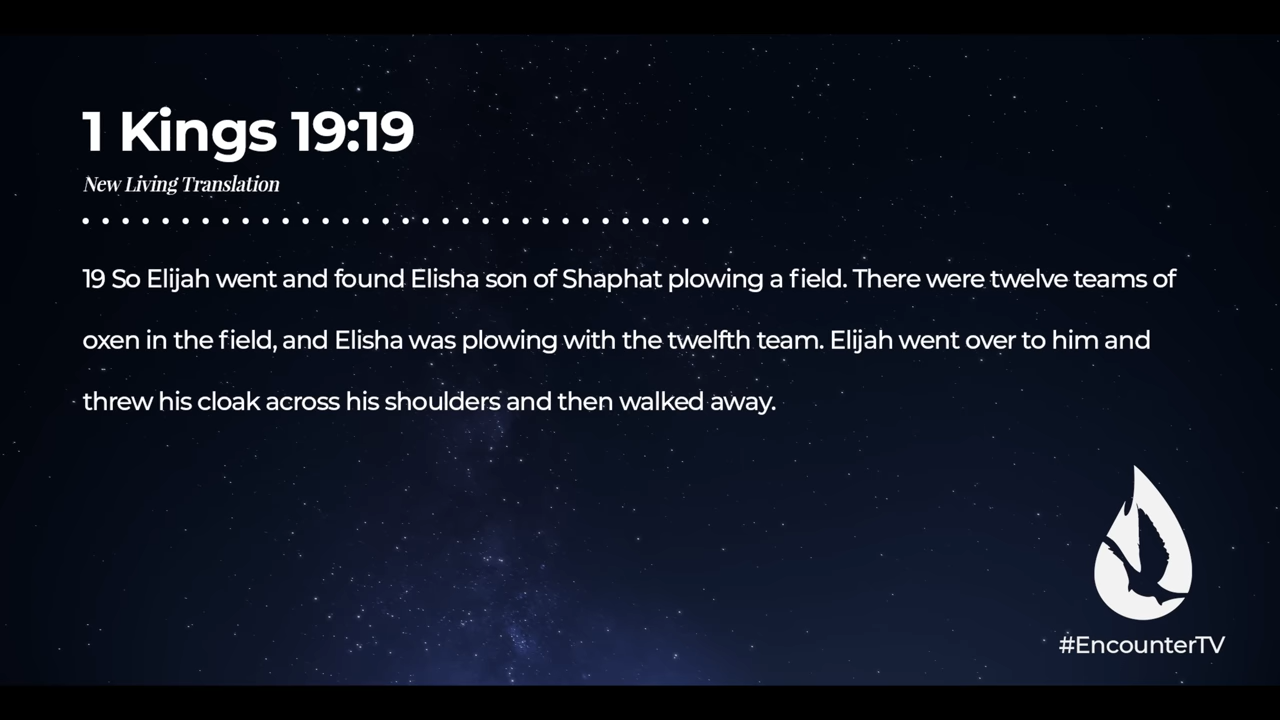 1 Kings 19:19
New Living Translation
19 So Elijah went and found Elisha son of Shaphat plowing a field. There were twelve teams of
oxen in the field, and Elisha was plowing with the twelfth team. Elijah went over to him and
threw his cloak across his shoulders and then walked away.
#EncounterTV